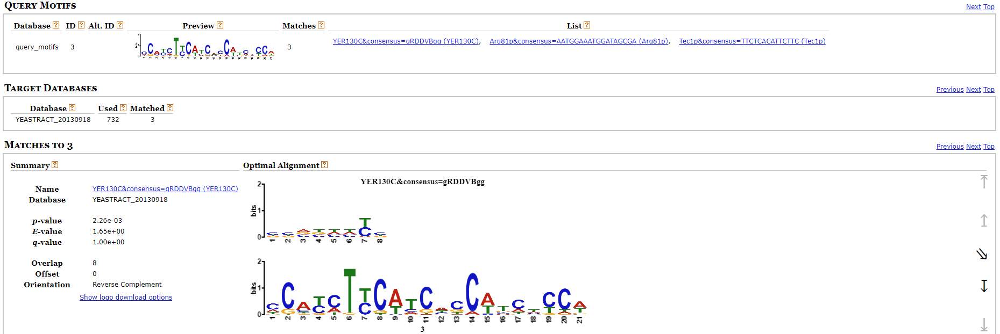 QUERY MOTIFS
Next Top
Database ? ID ? Alt. ID ? Preview ? Matches ? List ?
query_motifs 3 3 YER130C&consensus=gRDDVBgg (YER130C), Arg81p&consensus=AATGGAAATGGATAGCGA (Arg81p), Tec1p&consensus=TTCTCACATTCTTC (Tec1p)
TARGET DATABASES
Previous Next Top
Database ? Used ? Matched ?
YEASTRACT_20130918 732 3
MATCHES TO 3
Previous Next Top
Summary ?
Name YER130C&consensus=gRDDVBgg (YER130C)
Database YEASTRACT_20130918
p-value 2.26e-03
E-value 1.65e+00
q-value 1.00e+00
Overlap 8
Offset 0
Orientation Reverse Complement
Show logo download options
Optimal Alignment ?
YER130C&consensus=gRDDVBgg
2
1
0
bits
1 2 3 4 5 6 7 8
2
1
0
bits
1 2 3 4 5 6 7 8 9 10 11 12 13 14 15 16 17 18 19 20 21
3